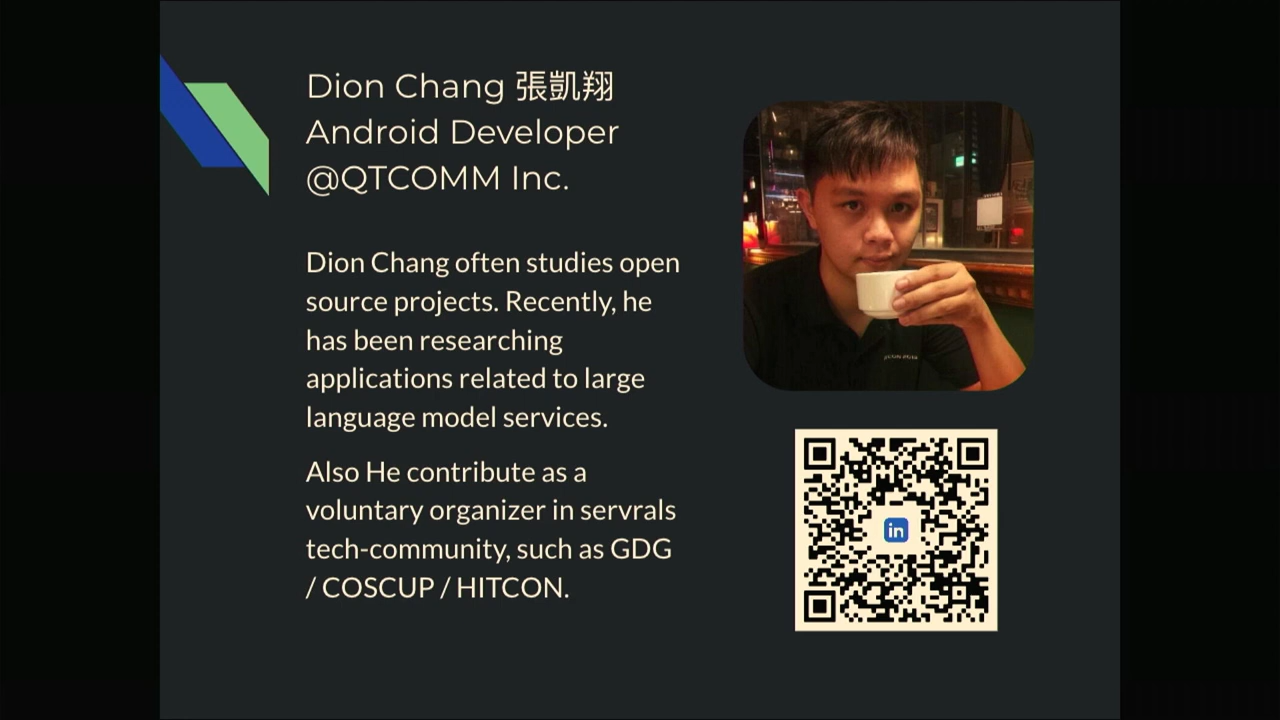 Dion Chang 張凱翔
Android Developer
@QTCOMM Inc.
Dion Chang often studies open
source projects. Recently, he
has been researching
applications related to large
language model services.
Also He contribute as a
voluntary organizer in servrals
tech-community, such as GDG
/ COSCUP / HITCON.
in